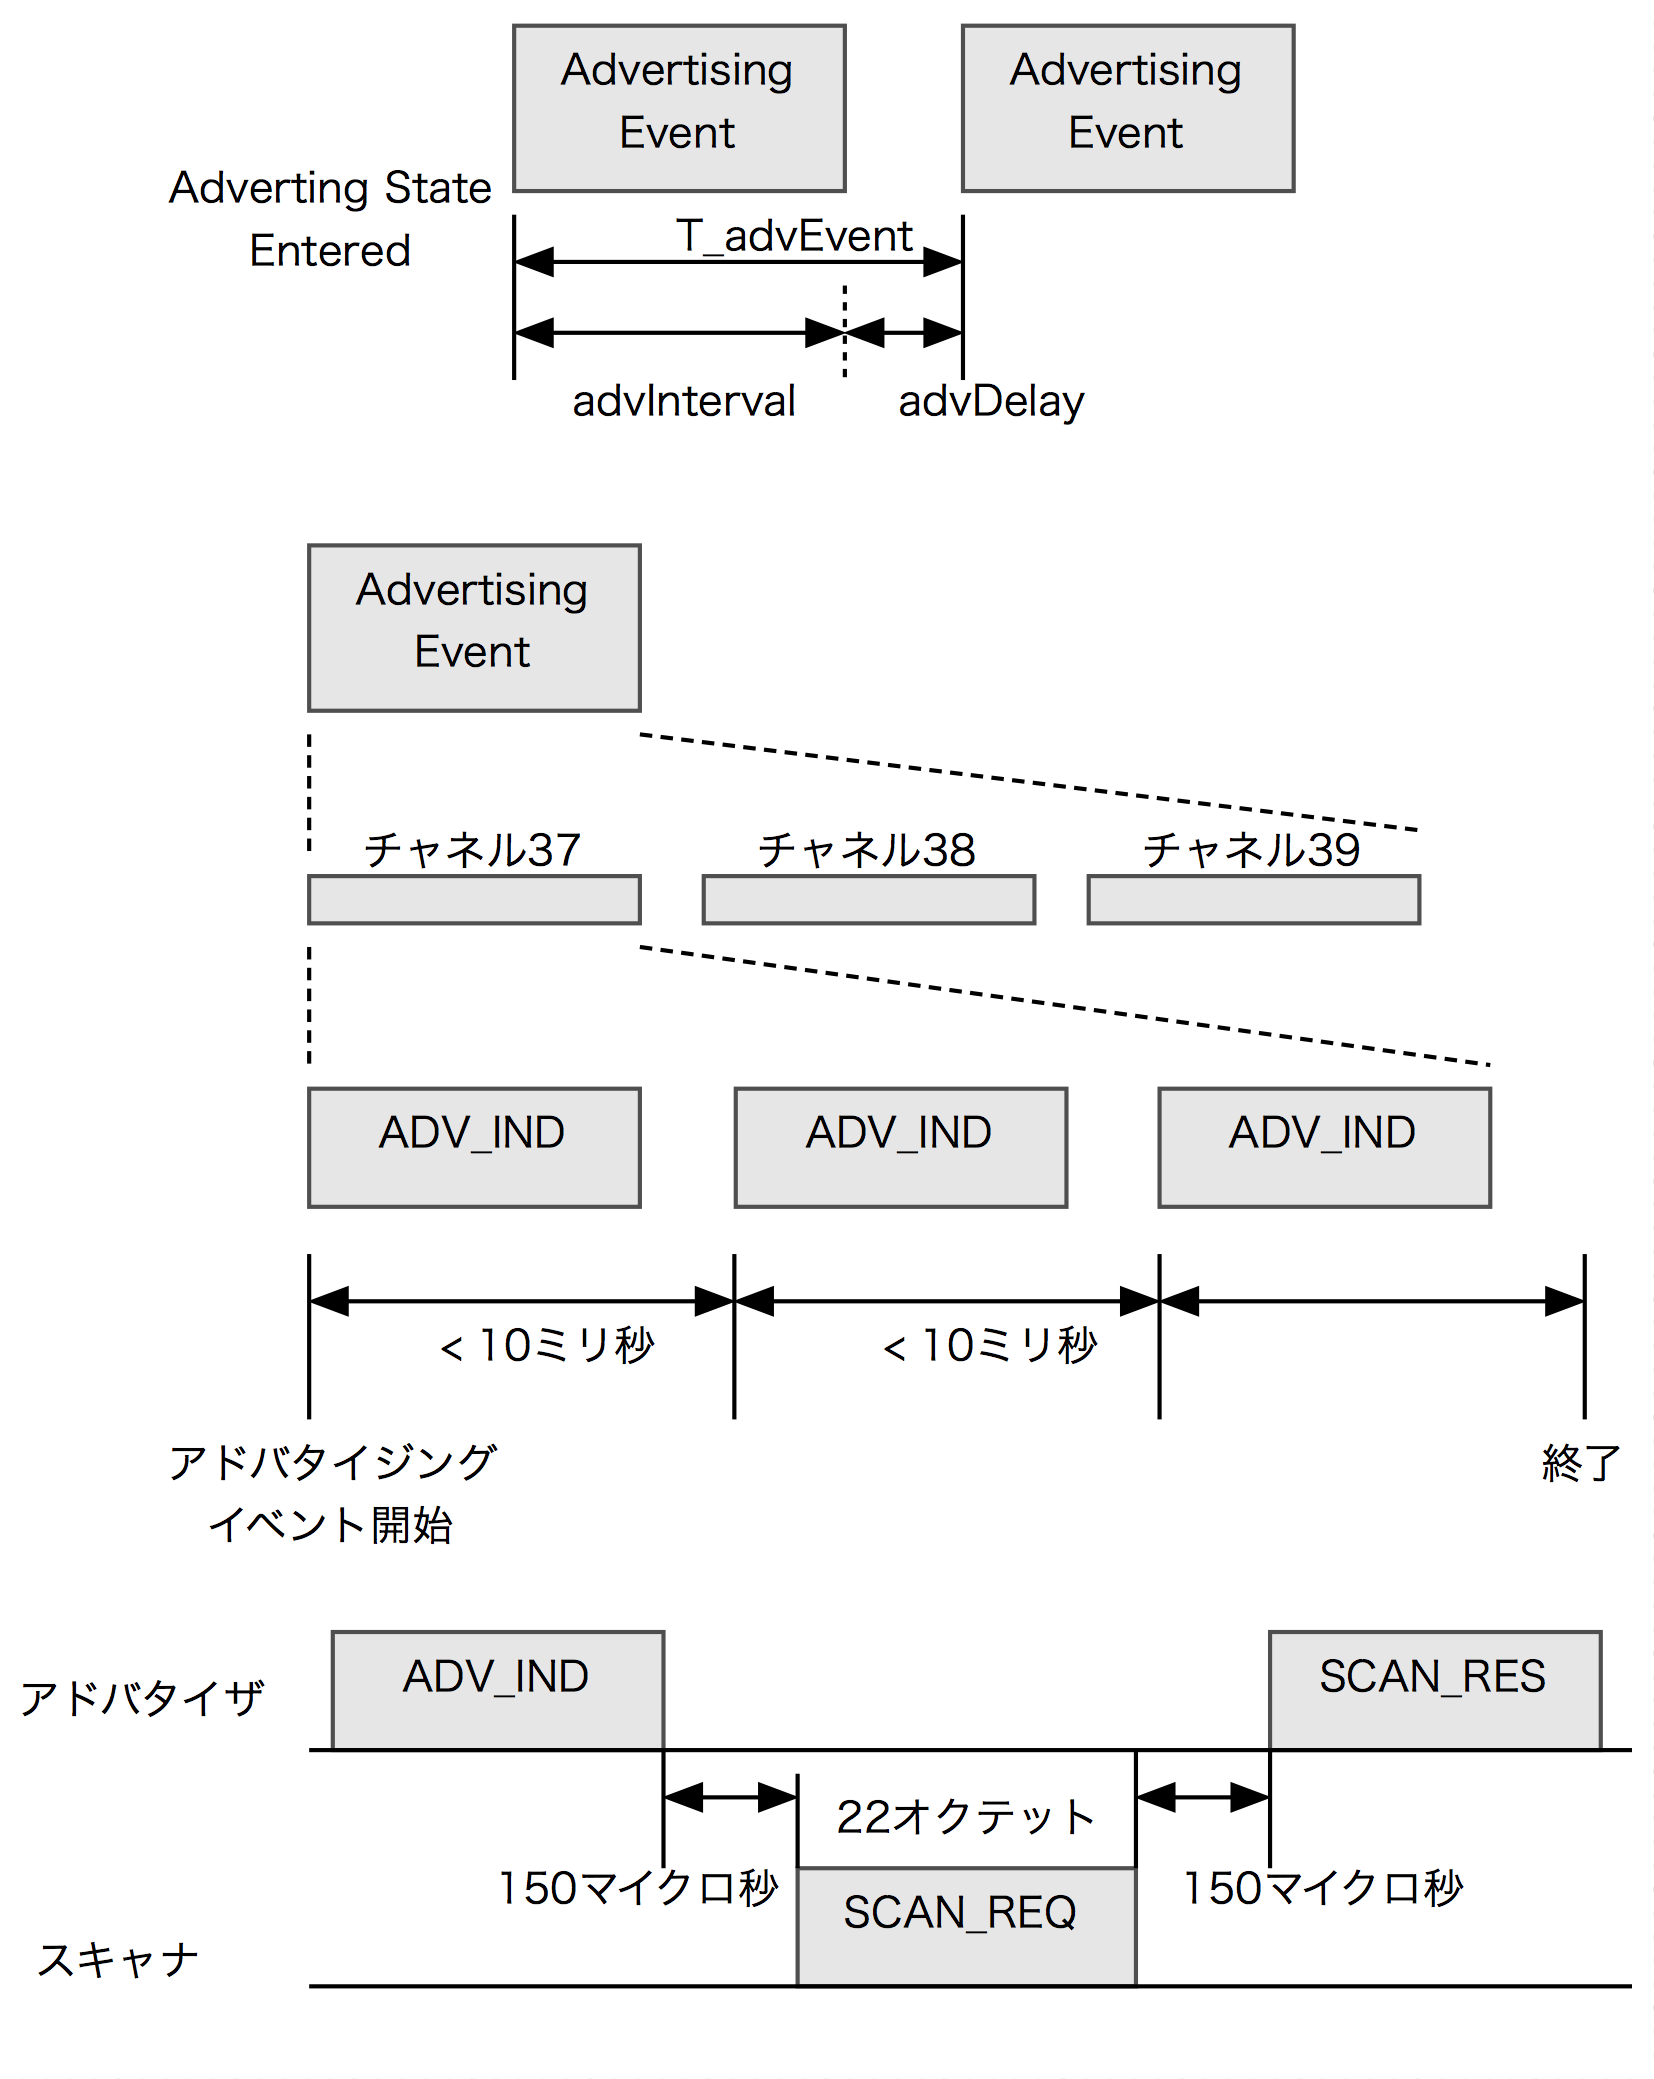 Advertising
Event
Advertising
Event
Adverting State
Entered
T_advEvent
advInterval
advDelay
Advertising
Event
チャネル37
チャネル38
チャネル39
ADV_IND
ADV_IND
ADV_IND
< 10ミリ秒
< 10ミリ秒
アドバタイジング
イベント開始
終了
アドバタイザ
ADV_IND
SCAN_RES
22オクテット
150マイクロ秒
150マイクロ秒
SCAN_REQ
スキャナ